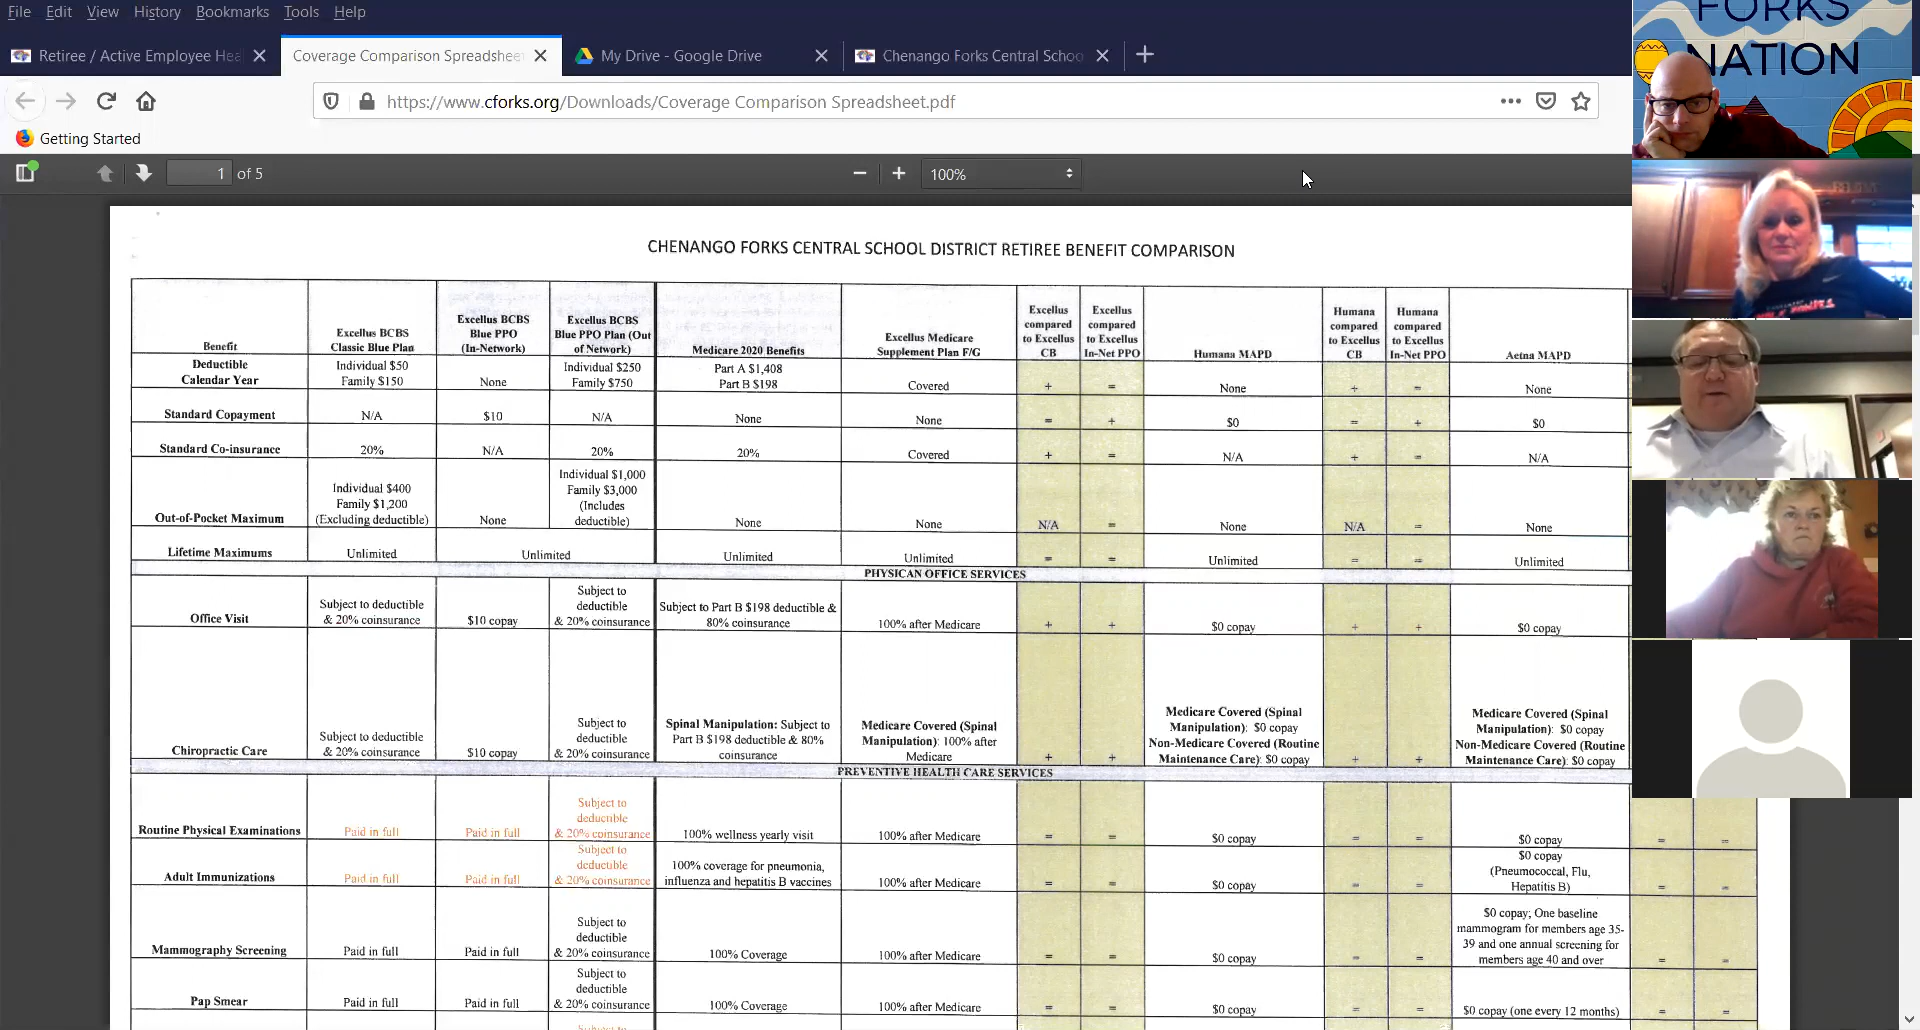 File Edit View History Bookmarks Tools Help
Retiree / Active Employee Hea
Coverage Comparison Spreadsheet
My Drive - Google Drive
Chenango Forks Central Schoo
https://www.cforks.org/Downloads/Coverage Comparison Spreadsheet.pdf
Getting Started
1 of 5
100%
FORKS
NATION
CHENANGO FORKS CENTRAL SCHOOL DISTRICT RETIREE BENEFIT COMPARISON
Benefit
Excellus BCBS
Classic Blue Plan
Excellus BCBS
Blue PPO
(In-Network)
Excellus BCBS
Blue PPO Plan (Out
of Network)
Medicare 2020 Benefits
Excellus Medicare
Supplement Plan F/G
Excellus
compared
to Excellus
CB
Excellus
compared
to Excellus
In-Net PPO
Humana MAPD
Humana
compared
to Excellus
CB
Humana
compared
to Excellus
In-Net PPO
Aetna MAPD
Deductible
Calendar Year
Individual $50
Family $150
None
Individual $250
Family $750
Part A $1,408
Part B $198
Covered
+
=
None
+
=
None
Standard Copayment
N/A
$10
N/A
None
None
=
+
$0
=
+
$0
Standard Co-insurance
20%
N/A
20%
20%
Covered
+
=
N/A
+
=
N/A
Out-of-Pocket Maximum
Individual $400
Family $1,200
(Excluding deductible)
None
Individual $1,000
Family $3,000
(Includes
deductible)
None
None
N/A
=
None
N/A
=
None
Lifetime Maximums
Unlimited
Unlimited
Unlimited
Unlimited
=
=
Unlimited
=
=
Unlimited
PHYSICAN OFFICE SERVICES
Office Visit
Subject to deductible
& 20% coinsurance
$10 copay
Subject to
deductible
& 20% coinsurance
Subject to Part B $198 deductible &
80% coinsurance
100% after Medicare
+
+
$0 copay
+
+
$0 copay
Chiropractic Care
Subject to deductible
& 20% coinsurance
$10 copay
Subject to
deductible
& 20% coinsurance
Spinal Manipulation: Subject to
Part B $198 deductible & 80%
coinsurance
Medicare Covered (Spinal
Manipulation): 100% after
Medicare
+
+
Medicare Covered (Spinal
Manipulation): $0 copay
Non-Medicare Covered (Routine
Maintenance Care): $0 copay
+
+
Medicare Covered (Spinal
Manipulation): $0 copay
Non-Medicare Covered (Routine
Maintenance Care): $0 copay
PREVENTIVE HEALTH CARE SERVICES
Routine Physical Examinations
Paid in full
Paid in full
Subject to
deductible
& 20% coinsurance
100% wellness yearly visit
100% after Medicare
=
=
$0 copay
=
=
$0 copay
=
=
Adult Immunizations
Paid in full
Paid in full
Subject to
deductible
& 20% coinsurance
100% coverage for pneumonia,
influenza and hepatitis B vaccines
100% after Medicare
=
=
$0 copay
=
=
$0 copay
(Pneumococcal, Flu,
Hepatitis B)
=
=
Mammography Screening
Paid in full
Paid in full
Subject to
deductible
& 20% coinsurance
100% Coverage
100% after Medicare
=
=
$0 copay
=
=
$0 copay; One baseline
mammogram for members age 35-
39 and one annual screening for
members age 40 and over
=
=
Pap Smear
Paid in full
Paid in full
Subject to
deductible
& 20% coinsurance
100% Coverage
100% after Medicare
=
=
$0 copay
=
=
$0 copay (one every 12 months)
=
=
Subject to